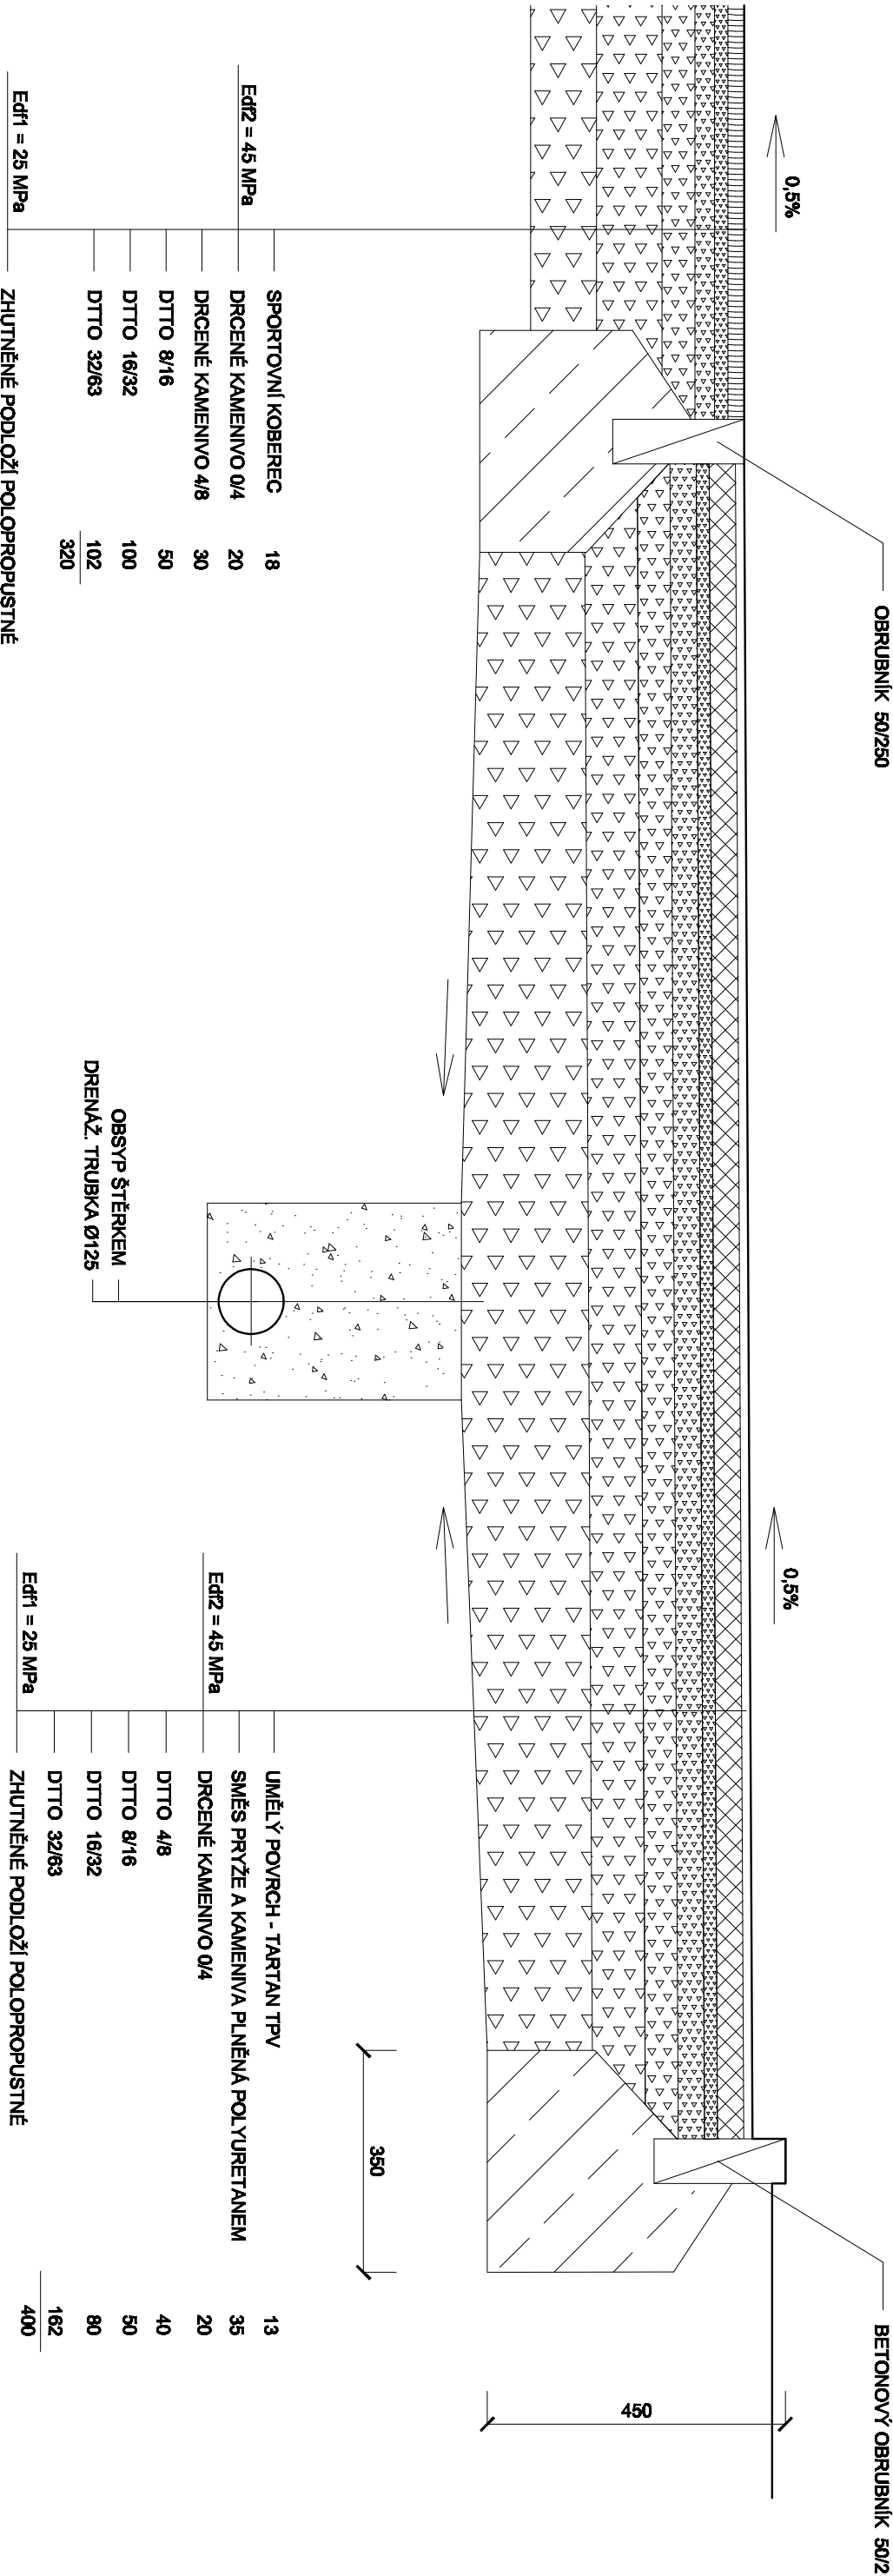 OBRUBNÍK 50/250
BETONOVÝ OBRUBNÍK 50/2
0,5%
0,5%
450
350
SPORTOVNÍ KOBEREC 18
Edf2 = 45 MPa
DRCENÉ KAMENIVO 0/4 20
DRCENÉ KAMENIVO 4/8 30
DTTO 8/16 50
DTTO 16/32 100
DTTO 32/63 102
320
Edf1 = 25 MPa
ZHUTNĚNÉ PODLOŽÍ POLOPROPUSTNÉ
OBSYP ŠTĚRKEM
DRENÁŽ. TRUBKA Ø125
UMĚLÝ POVRCH - TARTAN TPV 13
SMĚS PRYŽE A KAMENIVA PLNĚNÁ POLYURETANEM 35
Edf2 = 45 MPa
DRCENÉ KAMENIVO 0/4 20
DTTO 4/8 40
DTTO 8/16 50
DTTO 16/32 80
DTTO 32/63 162
400
Edf1 = 25 MPa
ZHUTNĚNÉ PODLOŽÍ POLOPROPUSTNÉ